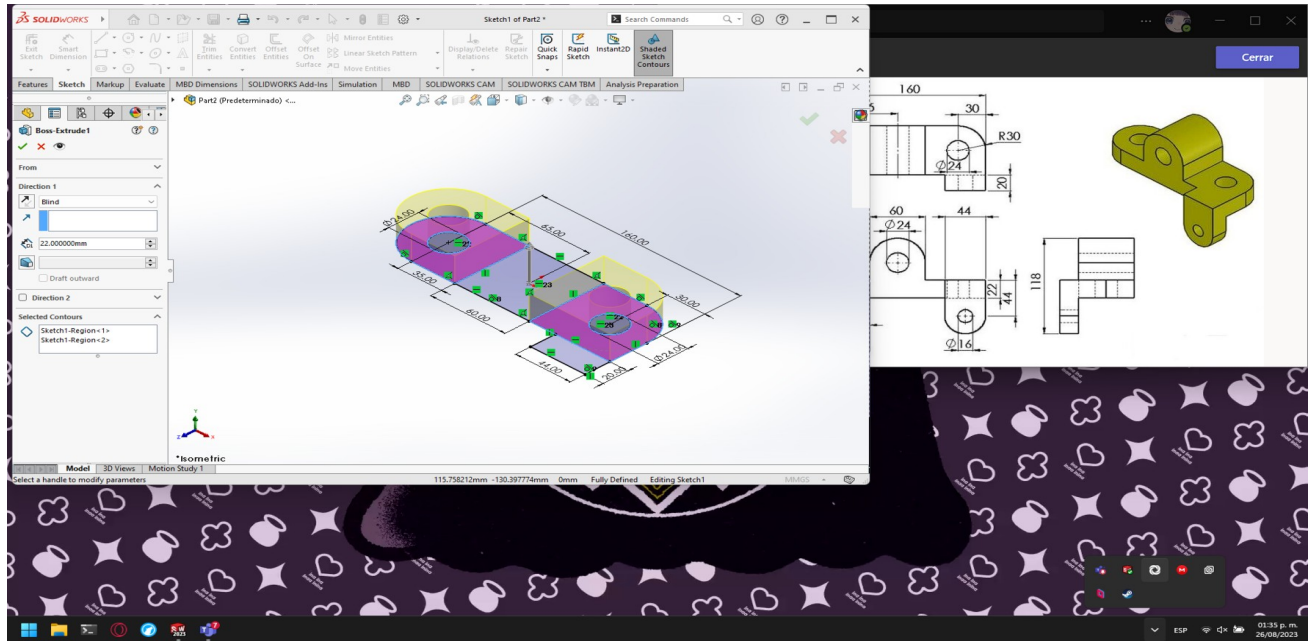 SOLIDWORKS
Sketch1 of Part2 *
Search Commands
Exit Sketch
Smart Dimension
Trim Entities
Convert Entities
Offset Entities
Offset On Surface
Mirror Entities
Linear Sketch Pattern
Move Entities
Display/Delete Relations
Repair Sketch
Quick Snaps
Rapid Sketch
Instant2D
Shaded Sketch Contours
Features Sketch Markup Evaluate MBD Dimensions SOLIDWORKS Add-Ins Simulation MBD SOLIDWORKS CAM SOLIDWORKS CAM TBM Analysis Preparation
Part2 (Predeterminado) <...
Boss-Extrude1
From
Direction 1
Blind
22.000000mm
Draft outward
Direction 2
Selected Contours
Sketch1-Region<1>
Sketch1-Region<2>
Ø24.00
65.00
160.00
35.00
60.00
30.00
Ø24.00
44.00
20.00
Y
Z
X
*Isometric
Model 3D Views Motion Study 1
Select a handle to modify parameters
115.758212mm -130.397774mm 0mm Fully Defined Editing Sketch1
MMGS
Cerrar
160
30
R30
Ø24
20
60
44
Ø24
22
44
118
Ø16
ESP
01:35 p. m.
26/08/2023